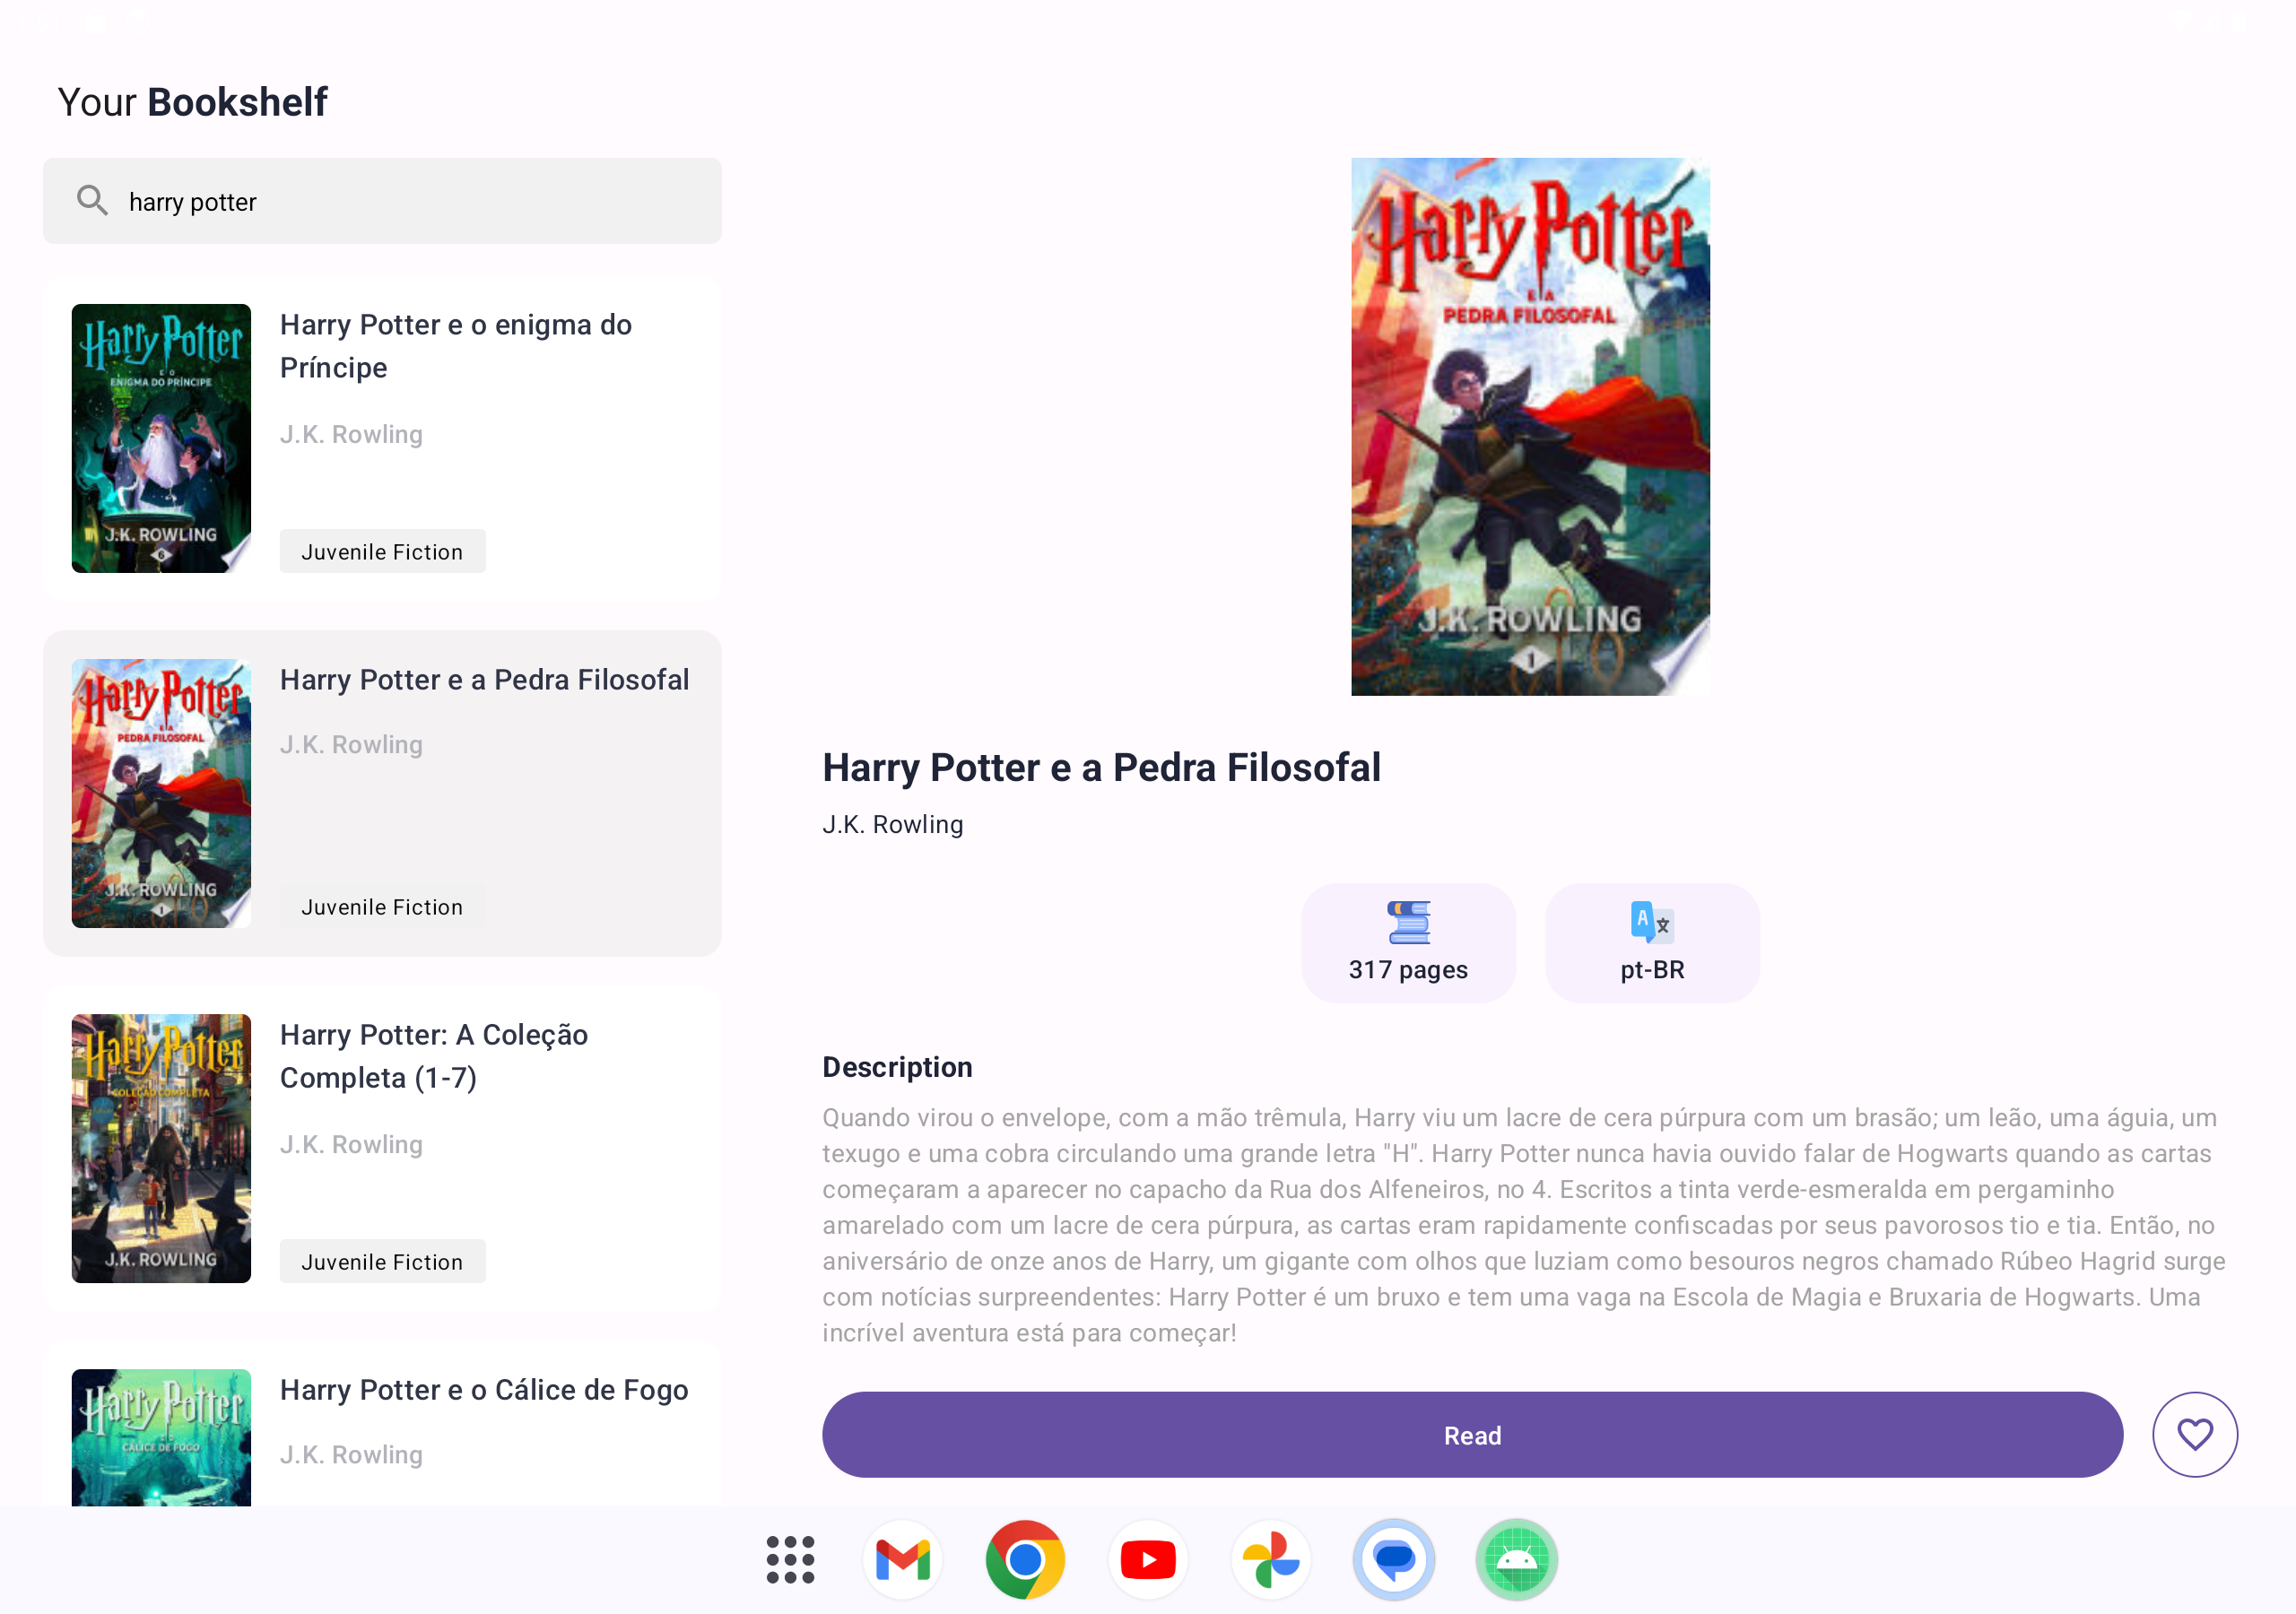 Your Bookshelf
harry potter
Harry Potter
E O
ENIGMA DO PRÍNCIPE
J.K. ROWLING
6
Harry Potter e o enigma do
Príncipe
J.K. Rowling
Juvenile Fiction
Harry Potter
E A
PEDRA FILOSOFAL
J.K. ROWLING
1
Harry Potter e a Pedra Filosofal
J.K. Rowling
Juvenile Fiction
Harry Potter
COLEÇÃO COMPLETA
J.K. ROWLING
Harry Potter: A Coleção
Completa (1-7)
J.K. Rowling
Juvenile Fiction
Harry Potter
E O
CÁLICE DE FOGO
Harry Potter e o Cálice de Fogo
J.K. Rowling
Harry Potter
E A
PEDRA FILOSOFAL
J.K. ROWLING
1
Harry Potter e a Pedra Filosofal
J.K. Rowling
317 pages
A 文
pt-BR
Description
Quando virou o envelope, com a mão trêmula, Harry viu um lacre de cera púrpura com um brasão; um leão, uma águia, um
texugo e uma cobra circulando uma grande letra "H". Harry Potter nunca havia ouvido falar de Hogwarts quando as cartas
começaram a aparecer no capacho da Rua dos Alfeneiros, no 4. Escritos a tinta verde-esmeralda em pergaminho
amarelado com um lacre de cera púrpura, as cartas eram rapidamente confiscadas por seus pavorosos tio e tia. Então, no
aniversário de onze anos de Harry, um gigante com olhos que luziam como besouros negros chamado Rúbeo Hagrid surge
com notícias surpreendentes: Harry Potter é um bruxo e tem uma vaga na Escola de Magia e Bruxaria de Hogwarts. Uma
incrível aventura está para começar!
Read